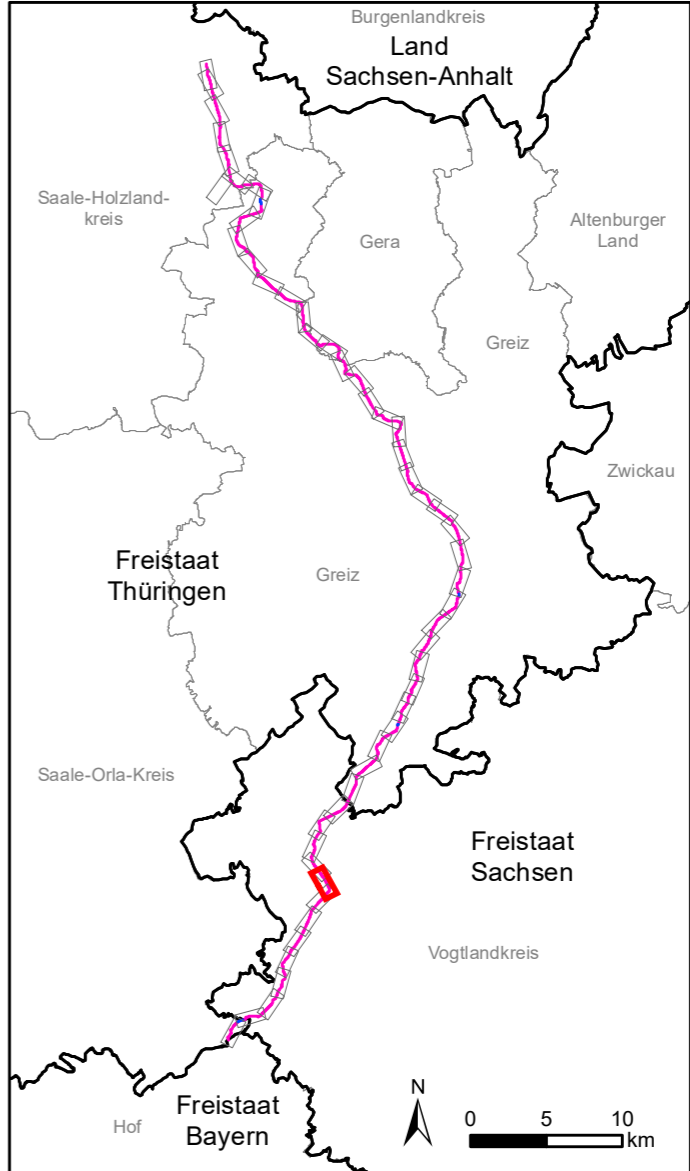 Burgenlandkreis
Land
Sachsen-Anhalt
Saale-Holzland-
kreis
Gera
Altenburger
Land
Greiz
Zwickau
Freistaat
Thüringen
Greiz
Saale-Orla-Kreis
Freistaat
Sachsen
Vogtlandkreis
Freistaat
Bayern
Hof
N
0 5 10
km